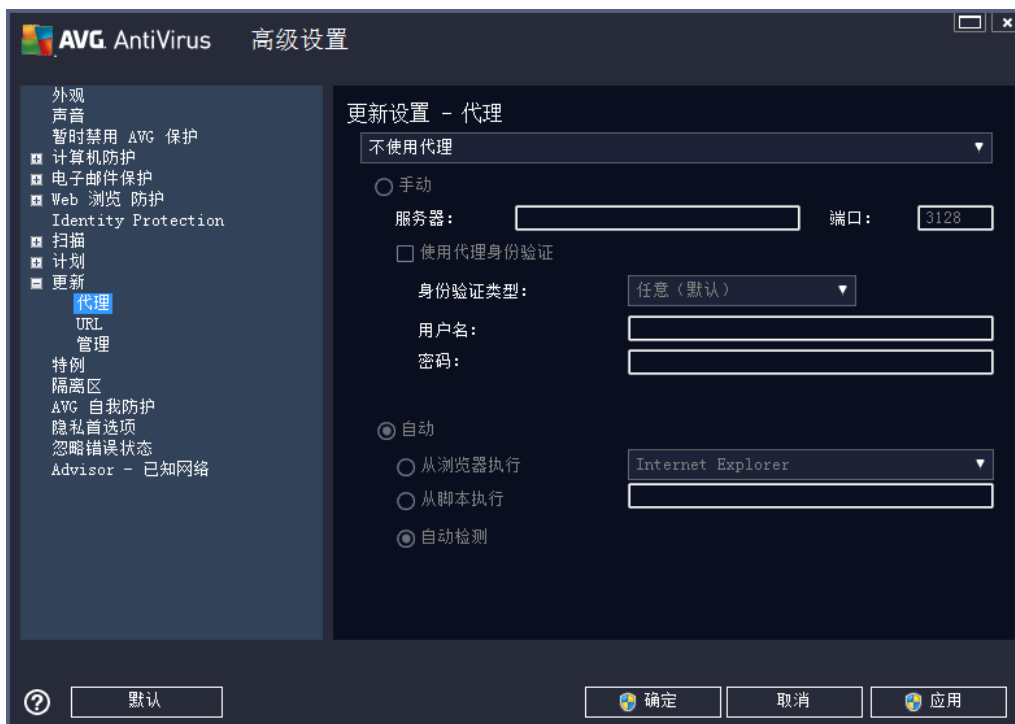 AVG. AntiVirus 高级设置
外观
声音
暂时禁用 AVG 保护
计算机防护
电子邮件保护
Web 浏览 防护
Identity Protection
扫描
计划
更新
代理
URL
管理
特例
隔离区
AVG 自我防护
隐私首选项
忽略错误状态
Advisor - 已知网络
更新设置 - 代理
不使用代理
手动
服务器： 端口： 3128
使用代理身份验证
身份验证类型： 任意（默认）
用户名：
密码：
自动
从浏览器执行 Internet Explorer
从脚本执行
自动检测
默认 确定 取消 应用